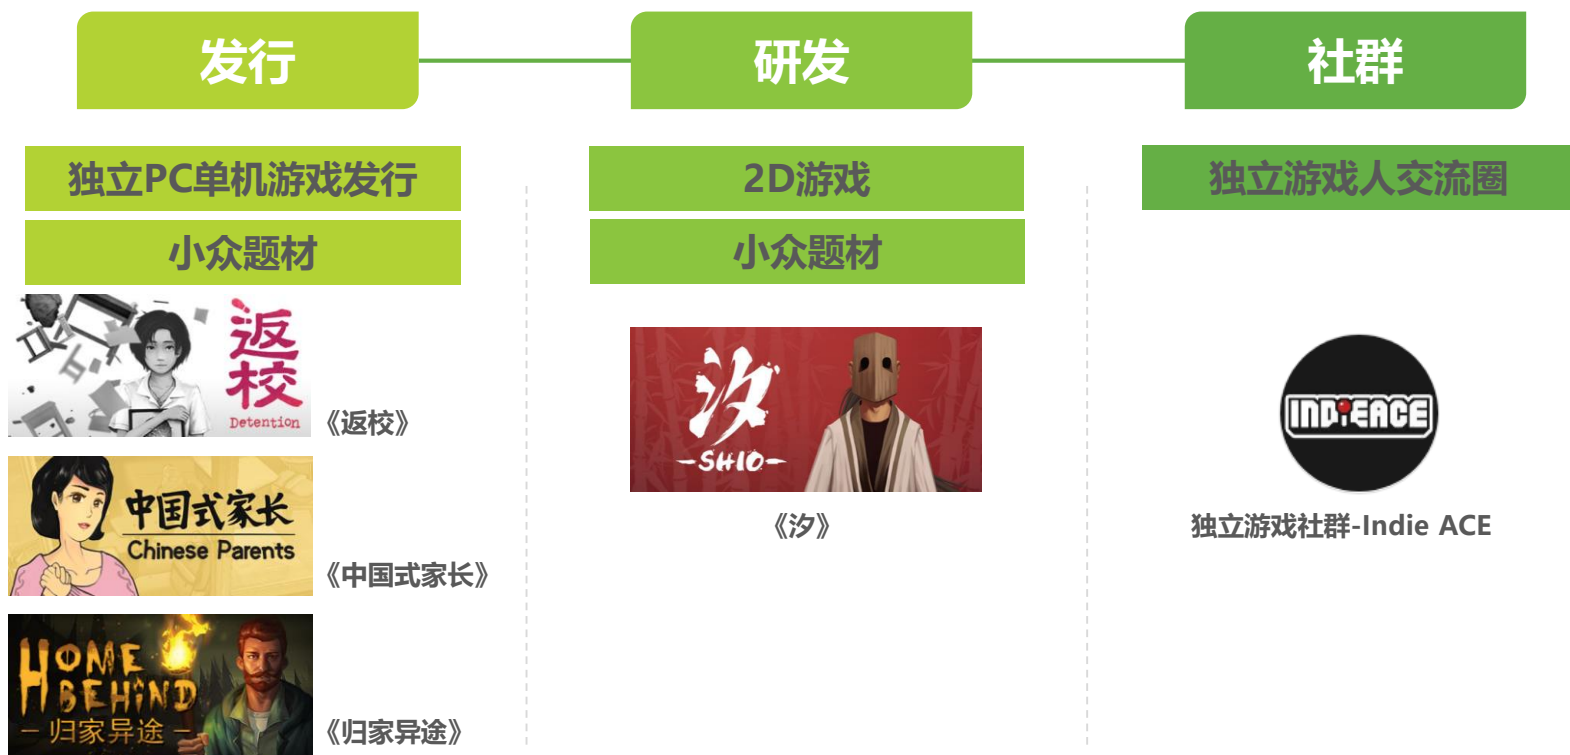 发行
研发
社群
独立PC单机游戏发行
小众题材
返校
Detention
《返校》
中国式家长
Chinese Parents
《中国式家长》
HOME
BEHIND
－归家异途－
《归家异途》
2D游戏
小众题材
汐
-SHIO-
《汐》
独立游戏人交流圈
INDIEACE
独立游戏社群-Indie ACE